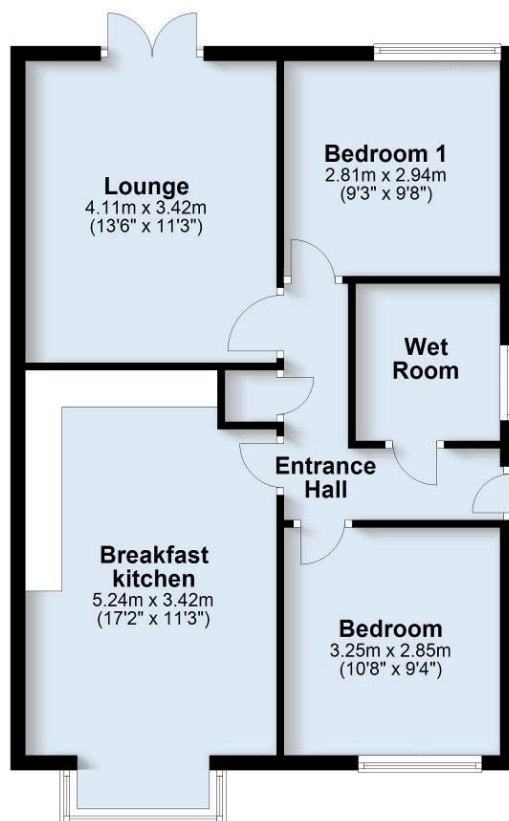 Lounge
4.11m x 3.42m
(13'6" x 11'3")
Bedroom 1
2.81m x 2.94m
(9'3" x 9'8")
Wet
Room
Entrance
Hall
Breakfast
kitchen
5.24m x 3.42m
(17'2" x 11'3")
Bedroom
3.25m x 2.85m
(10'8" x 9'4")